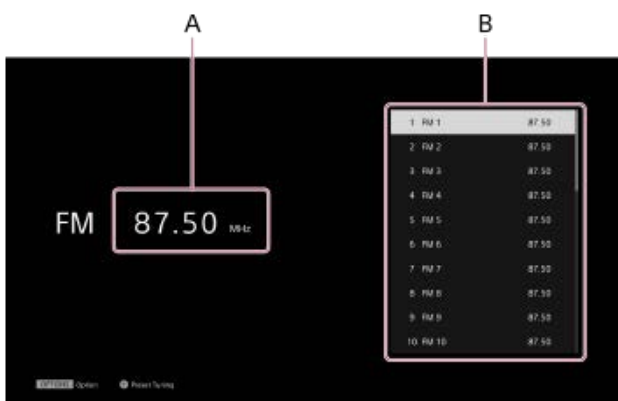 A
B
FM 87.50 MHz
1 FM 1 87.50
2 FM 2 87.50
3 FM 3 87.50
4 FM 4 87.50
5 FM 5 87.50
6 FM 6 87.50
7 FM 7 87.50
8 FM 8 87.50
9 FM 9 87.50
10 FM 10 87.50
OPTIONS Option Preset Tuning